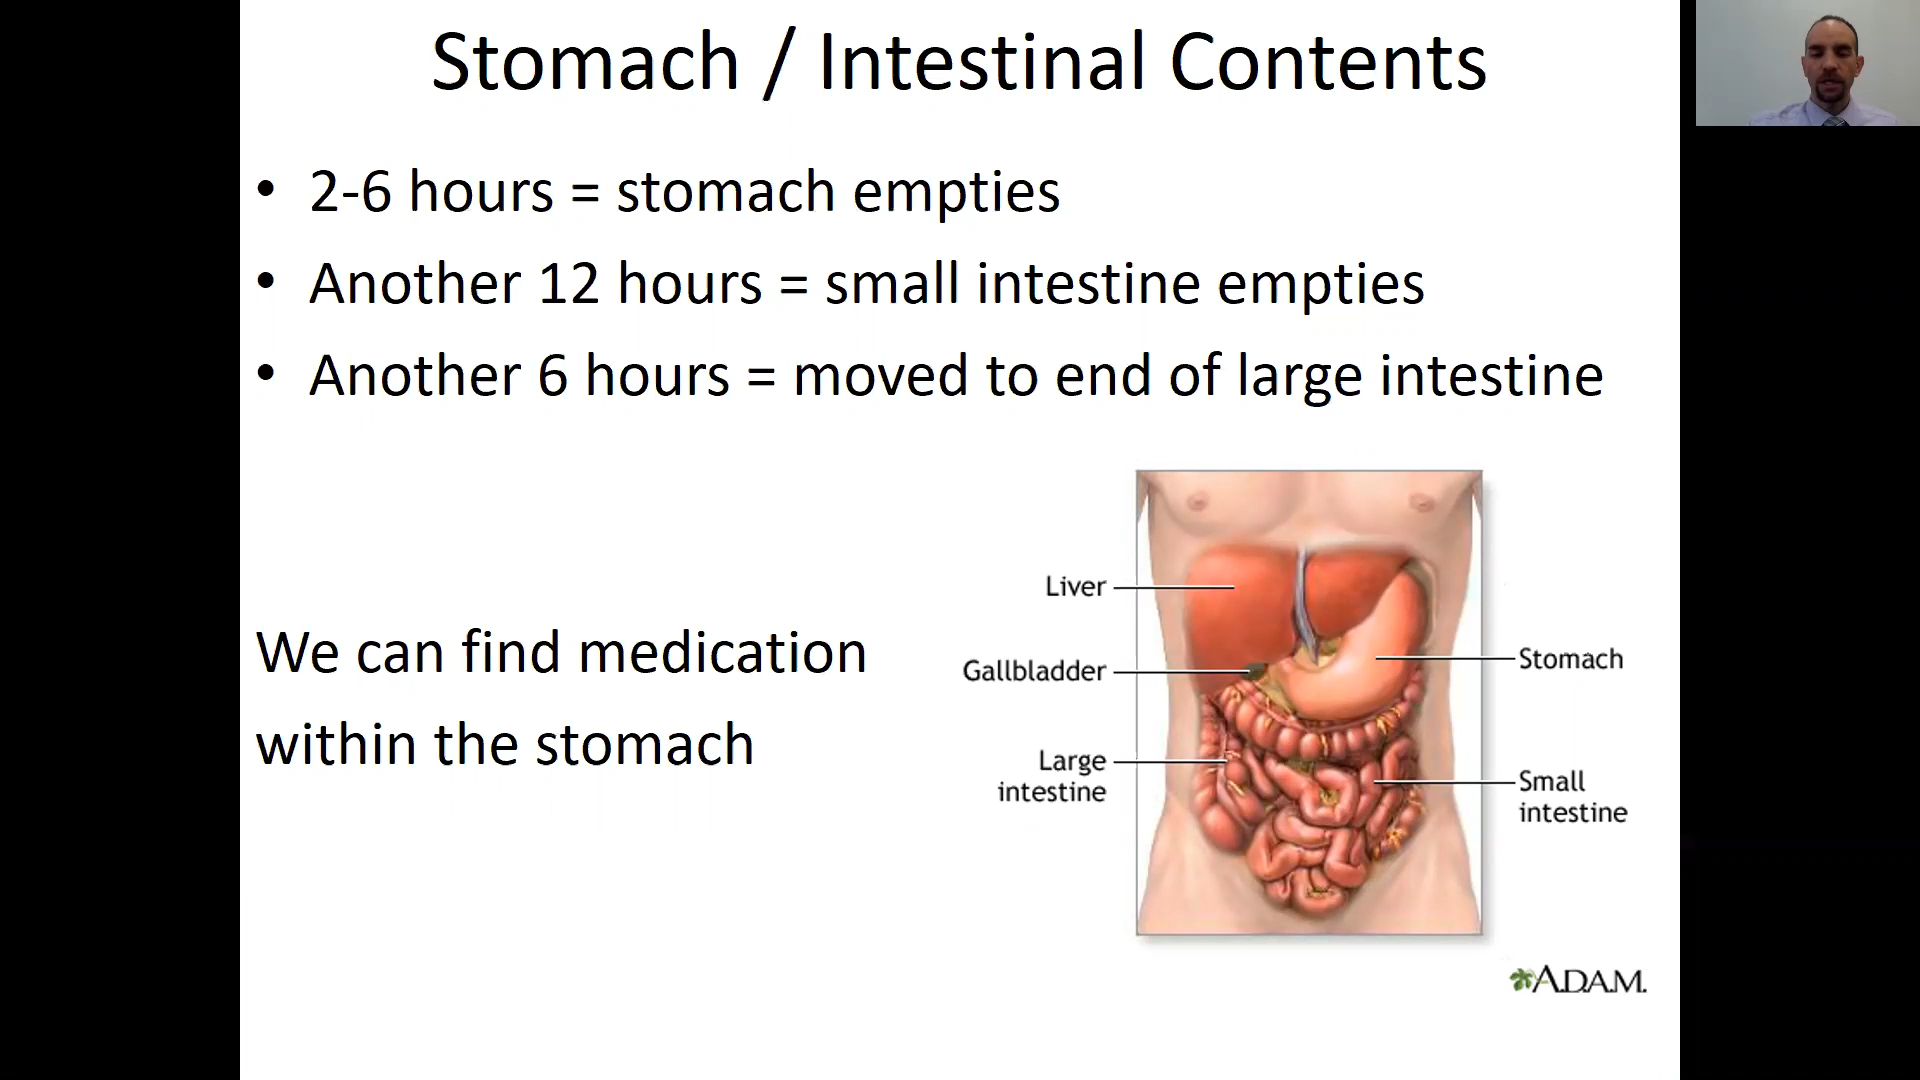 Stomach / Intestinal Contents
• 2-6 hours = stomach empties
• Another 12 hours = small intestine empties
• Another 6 hours = moved to end of large intestine
We can find medication
within the stomach
Liver
Gallbladder
Large
intestine
Stomach
Small
intestine
A.D.A.M.